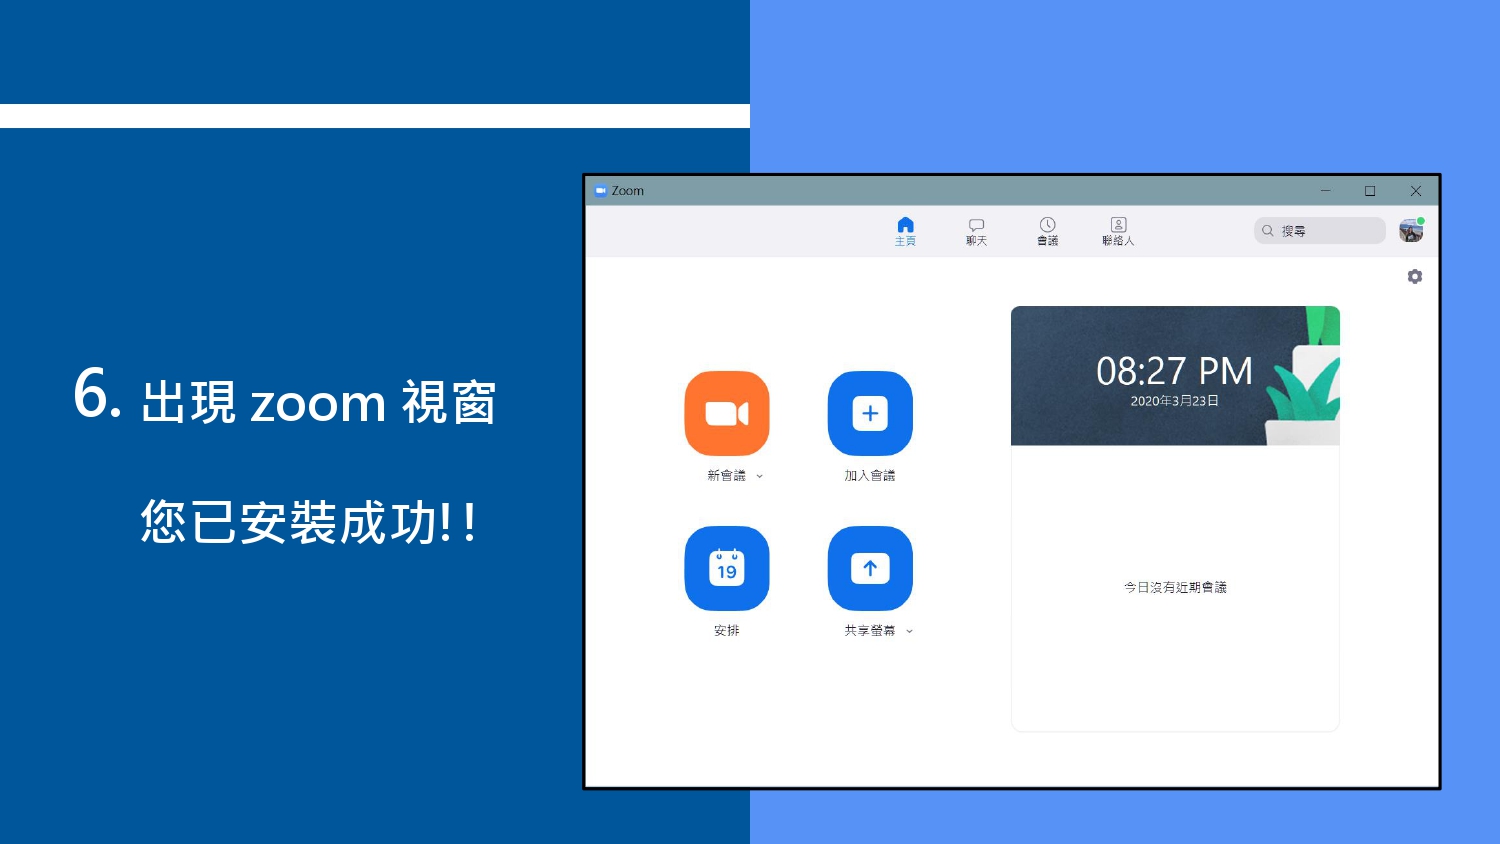 6. 出現 zoom 視窗
您已安裝成功!!
Zoom
主頁
聊天
會議
聯絡人
搜尋
新會議
加入會議
19
安排
共享螢幕
08:27 PM
2020年3月23日
今日沒有近期會議